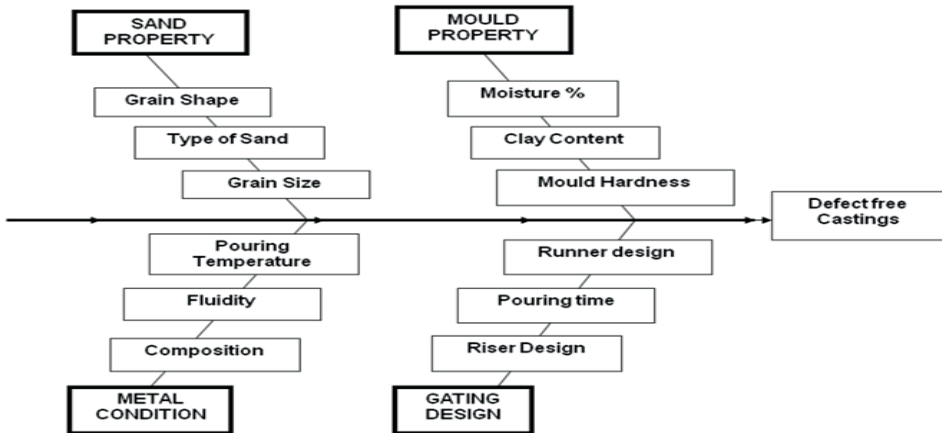 SAND
PROPERTY
MOULD
PROPERTY
Grain Shape
Moisture %
Type of Sand
Clay Content
Grain Size
Mould Hardness
Defect free
Castings
Pouring
Temperature
Runner design
Fluidity
Pouring time
Composition
Riser Design
METAL
CONDITION
GATING
DESIGN